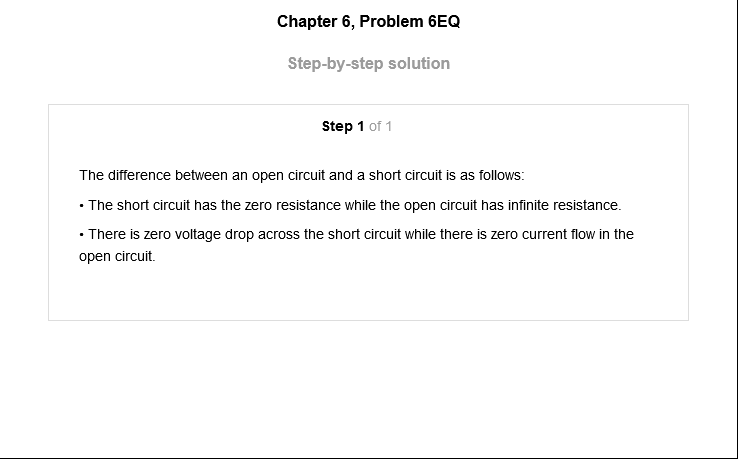 Chapter 6, Problem 6EQ
Step-by-step solution
Step 1 of 1
The difference between an open circuit and a short circuit is as follows:
• The short circuit has the zero resistance while the open circuit has infinite resistance.
• There is zero voltage drop across the short circuit while there is zero current flow in the
open circuit.